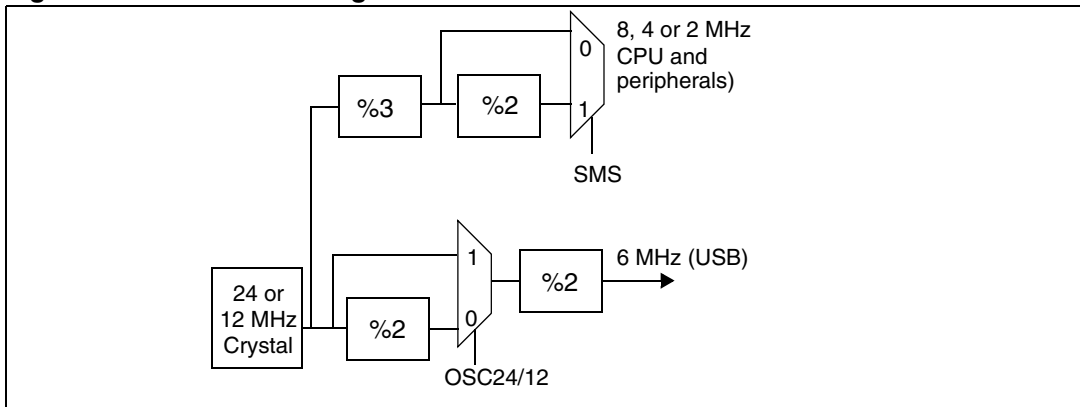 8, 4 or 2 MHz
CPU and
peripherals)
0
%3
%2
1
SMS
1
6 MHz (USB)
%2
24 or
12 MHz
Crystal
%2
0
OSC24/12